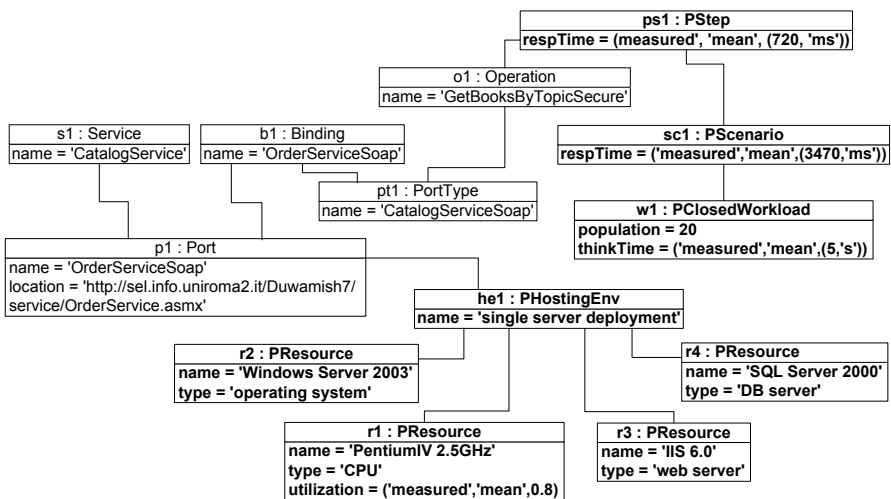 ps1 : PStep
respTime = (measured', 'mean', (720, 'ms'))
o1 : Operation
name = 'GetBooksByTopicSecure'
s1 : Service
name = 'CatalogService'
b1 : Binding
name = 'OrderServiceSoap'
sc1 : PScenario
respTime = ('measured','mean',(3470,'ms'))
pt1 : PortType
name = 'CatalogServiceSoap'
w1 : PClosedWorkload
population = 20
thinkTime = ('measured','mean',(5,'s'))
p1 : Port
name = 'OrderServiceSoap'
location = 'http://sel.info.uniroma2.it/Duwamish7/
service/OrderService.asmx'
he1 : PHostingEnv
name = 'single server deployment'
r2 : PResource
name = 'Windows Server 2003'
type = 'operating system'
r4 : PResource
name = 'SQL Server 2000'
type = 'DB server'
r1 : PResource
name = 'PentiumIV 2.5GHz'
type = 'CPU'
utilization = ('measured','mean',0.8)
r3 : PResource
name = 'IIS 6.0'
type = 'web server'